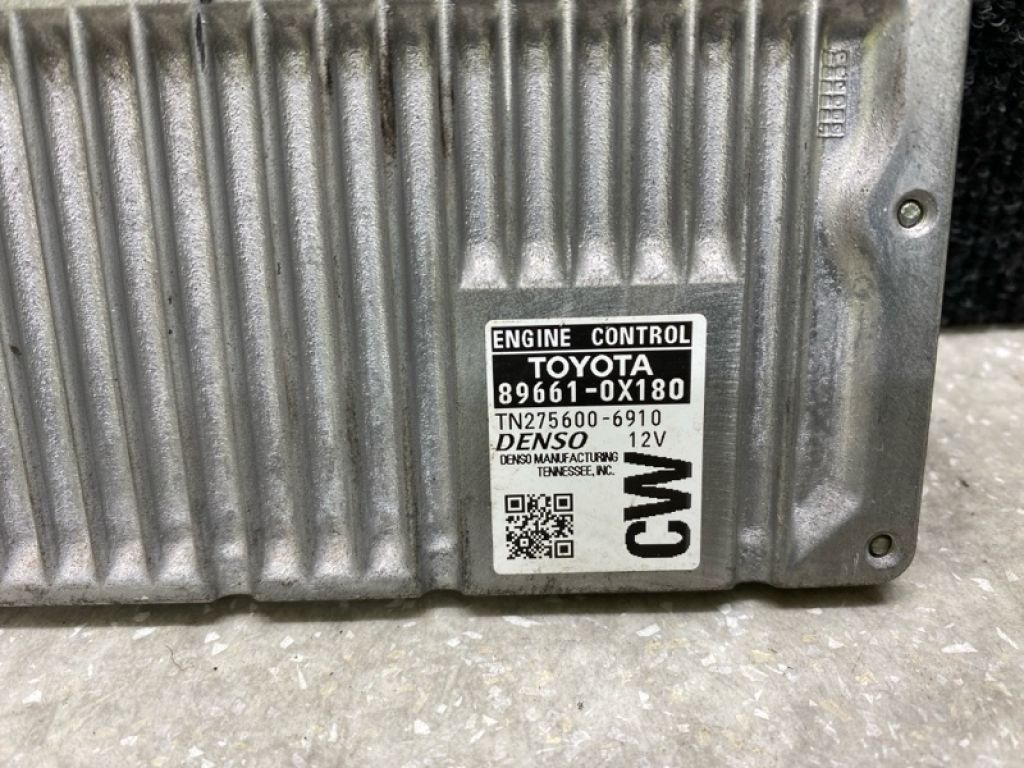 ENGINE CONTROL
TOYOTA
89661-0X180
TN275600-6910
DENSO 12V
DENSO MANUFACTURING
TENNESSEE, INC.
CW